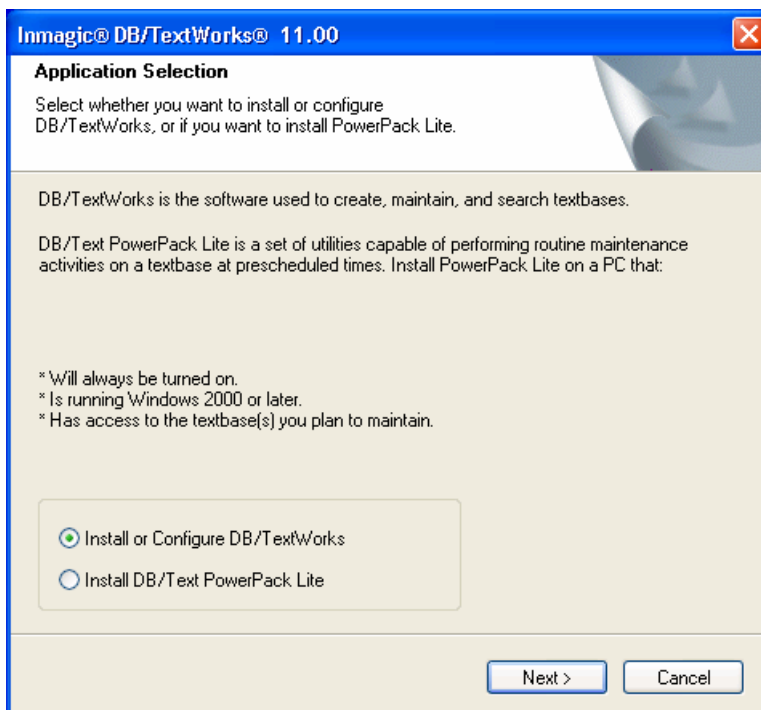 Inmagic® DB/TextWorks® 11.00
Application Selection
Select whether you want to install or configure
DB/TextWorks, or if you want to install PowerPack Lite.
DB/TextWorks is the software used to create, maintain, and search textbases.
DB/Text PowerPack Lite is a set of utilities capable of performing routine maintenance
activities on a textbase at prescheduled times. Install PowerPack Lite on a PC that:
* Will always be turned on.
* Is running Windows 2000 or later.
* Has access to the textbase(s) you plan to maintain.
Install or Configure DB/TextWorks
Install DB/Text PowerPack Lite
Next >
Cancel